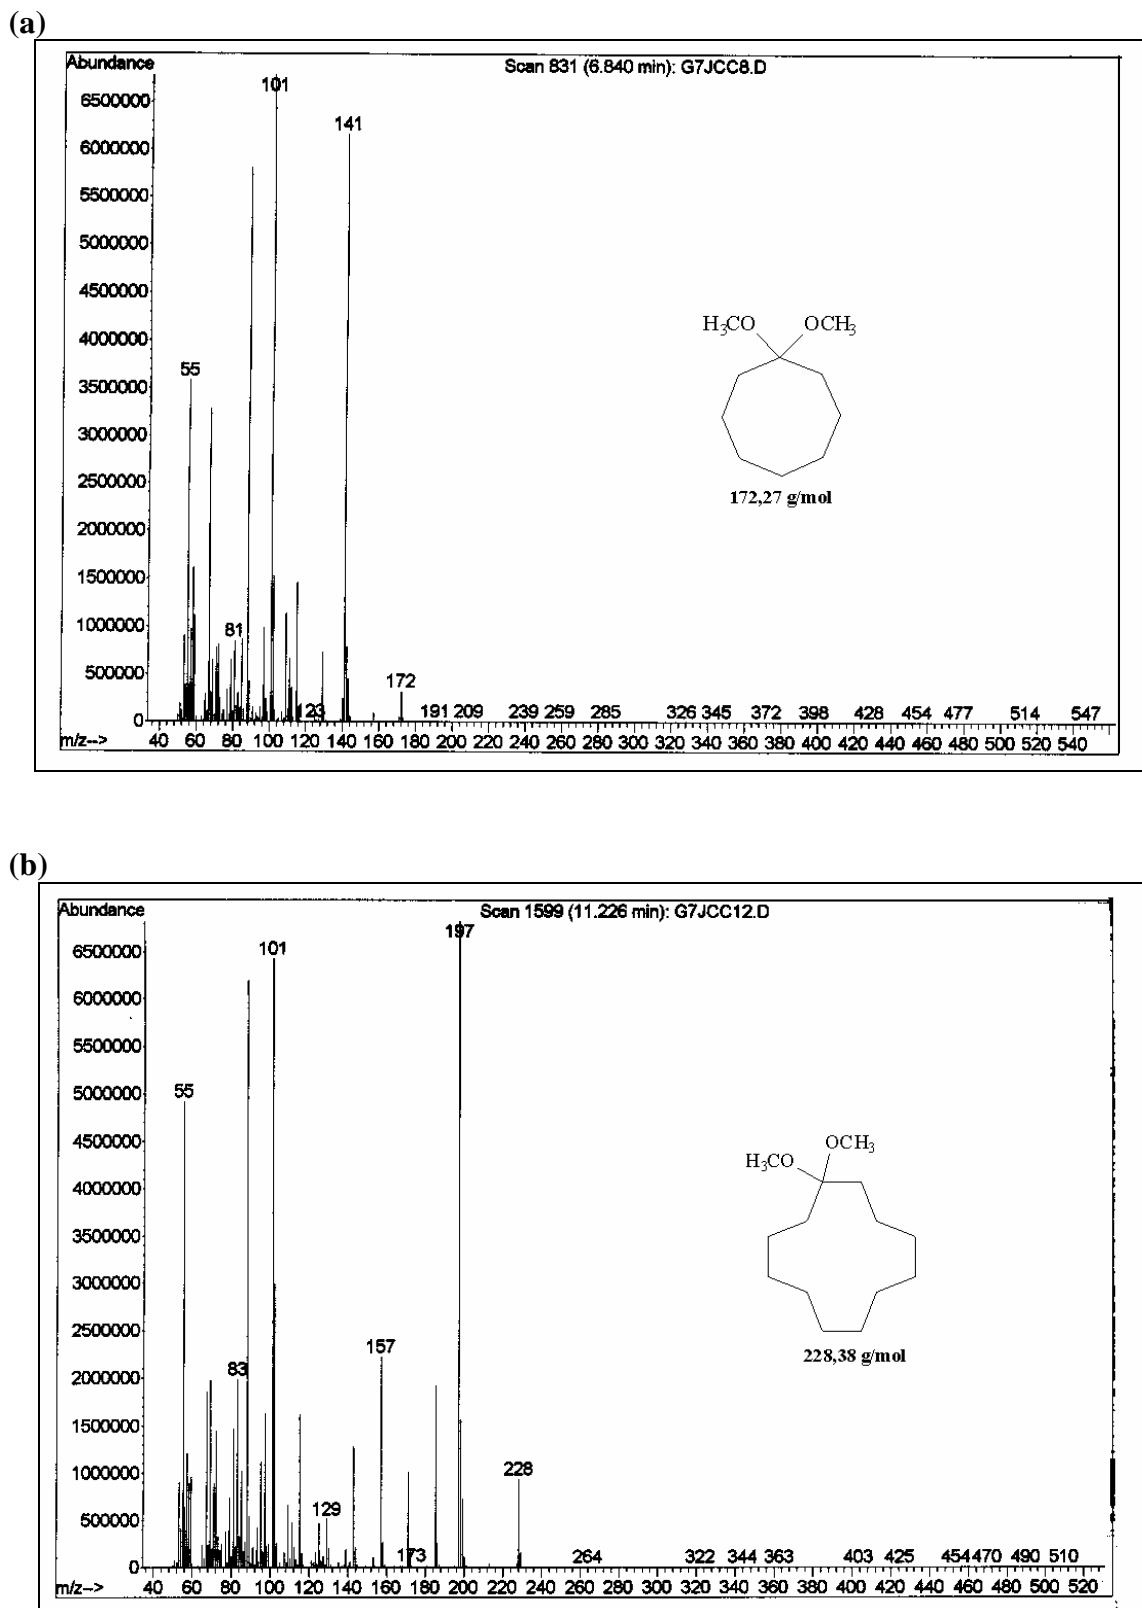 (a)
Abundance
Scan 831 (6.840 min): G7JCC8.D
101
6500000
141
6000000
5500000
5000000
4500000
4000000
H₃CO OCH₃
55
3500000
3000000
2500000
172,27 g/mol
2000000
1500000
1000000
81
500000
172
23 191 209 239 259 285 326 345 372 398 428 454 477 514 547
0
m/z--> 40 60 80 100 120 140 160 180 200 220 240 260 280 300 320 340 360 380 400 420 440 460 480 500 520 540
(b)
Abundance
Scan 1599 (11.226 min): G7JCC12.D
197
6500000
101
6000000
5500000
5000000
55
4500000
OCH₃
H₃CO
4000000
3500000
3000000
2500000
228,38 g/mol
157
2000000
83
1500000
1000000
228
500000
129
173 264 322 344 363 403 425 454 470 490 510
0
m/z--> 40 60 80 100 120 140 160 180 200 220 240 260 280 300 320 340 360 380 400 420 440 460 480 500 520